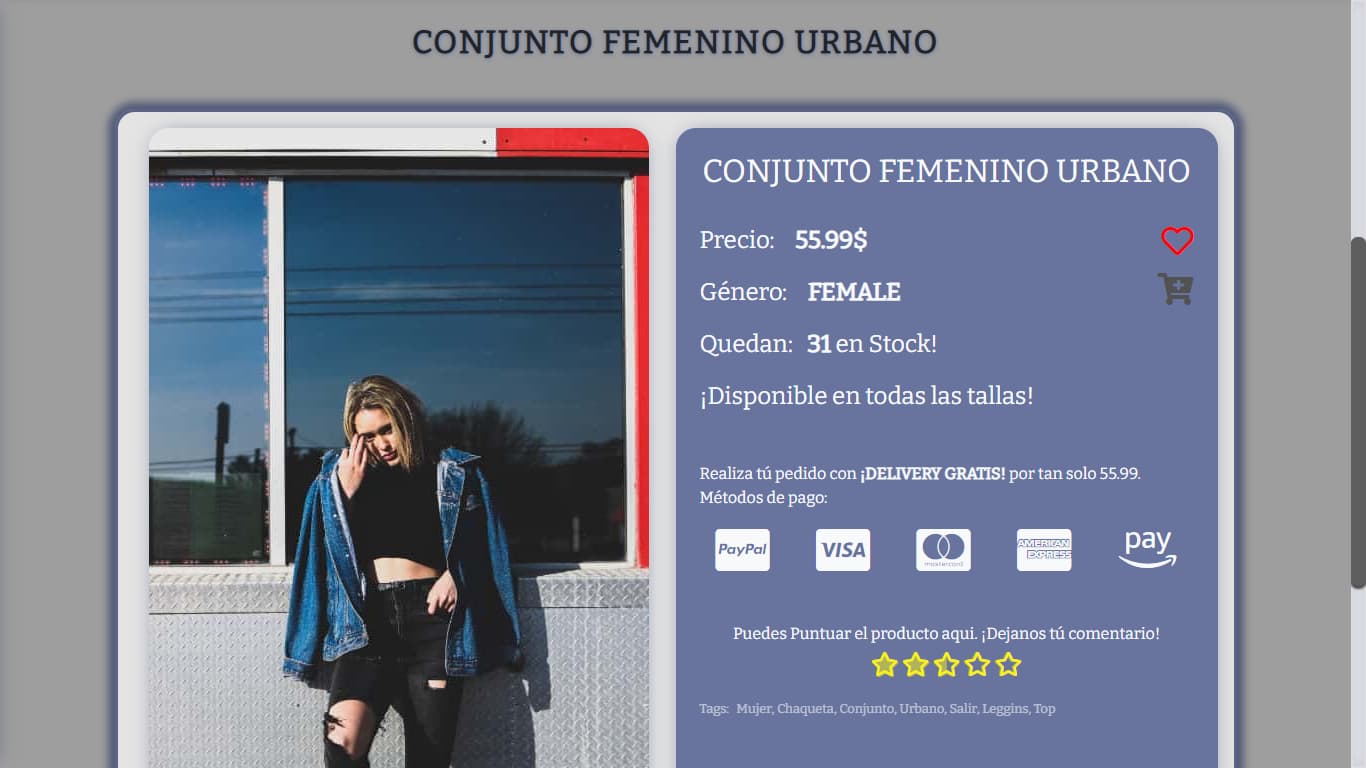 CONJUNTO FEMENINO URBANO
CONJUNTO FEMENINO URBANO
Precio: 55.99$
Género: FEMALE
Quedan: 31 en Stock!
¡Disponible en todas las tallas!
Realiza tú pedido con ¡DELIVERY GRATIS! por tan solo 55.99.
Métodos de pago:
PayPal VISA mastercard AMERICAN EXPRESS pay
Puedes Puntuar el producto aqui. ¡Dejanos tú comentario!
Tags: Mujer, Chaqueta, Conjunto, Urbano, Salir, Leggins, Top